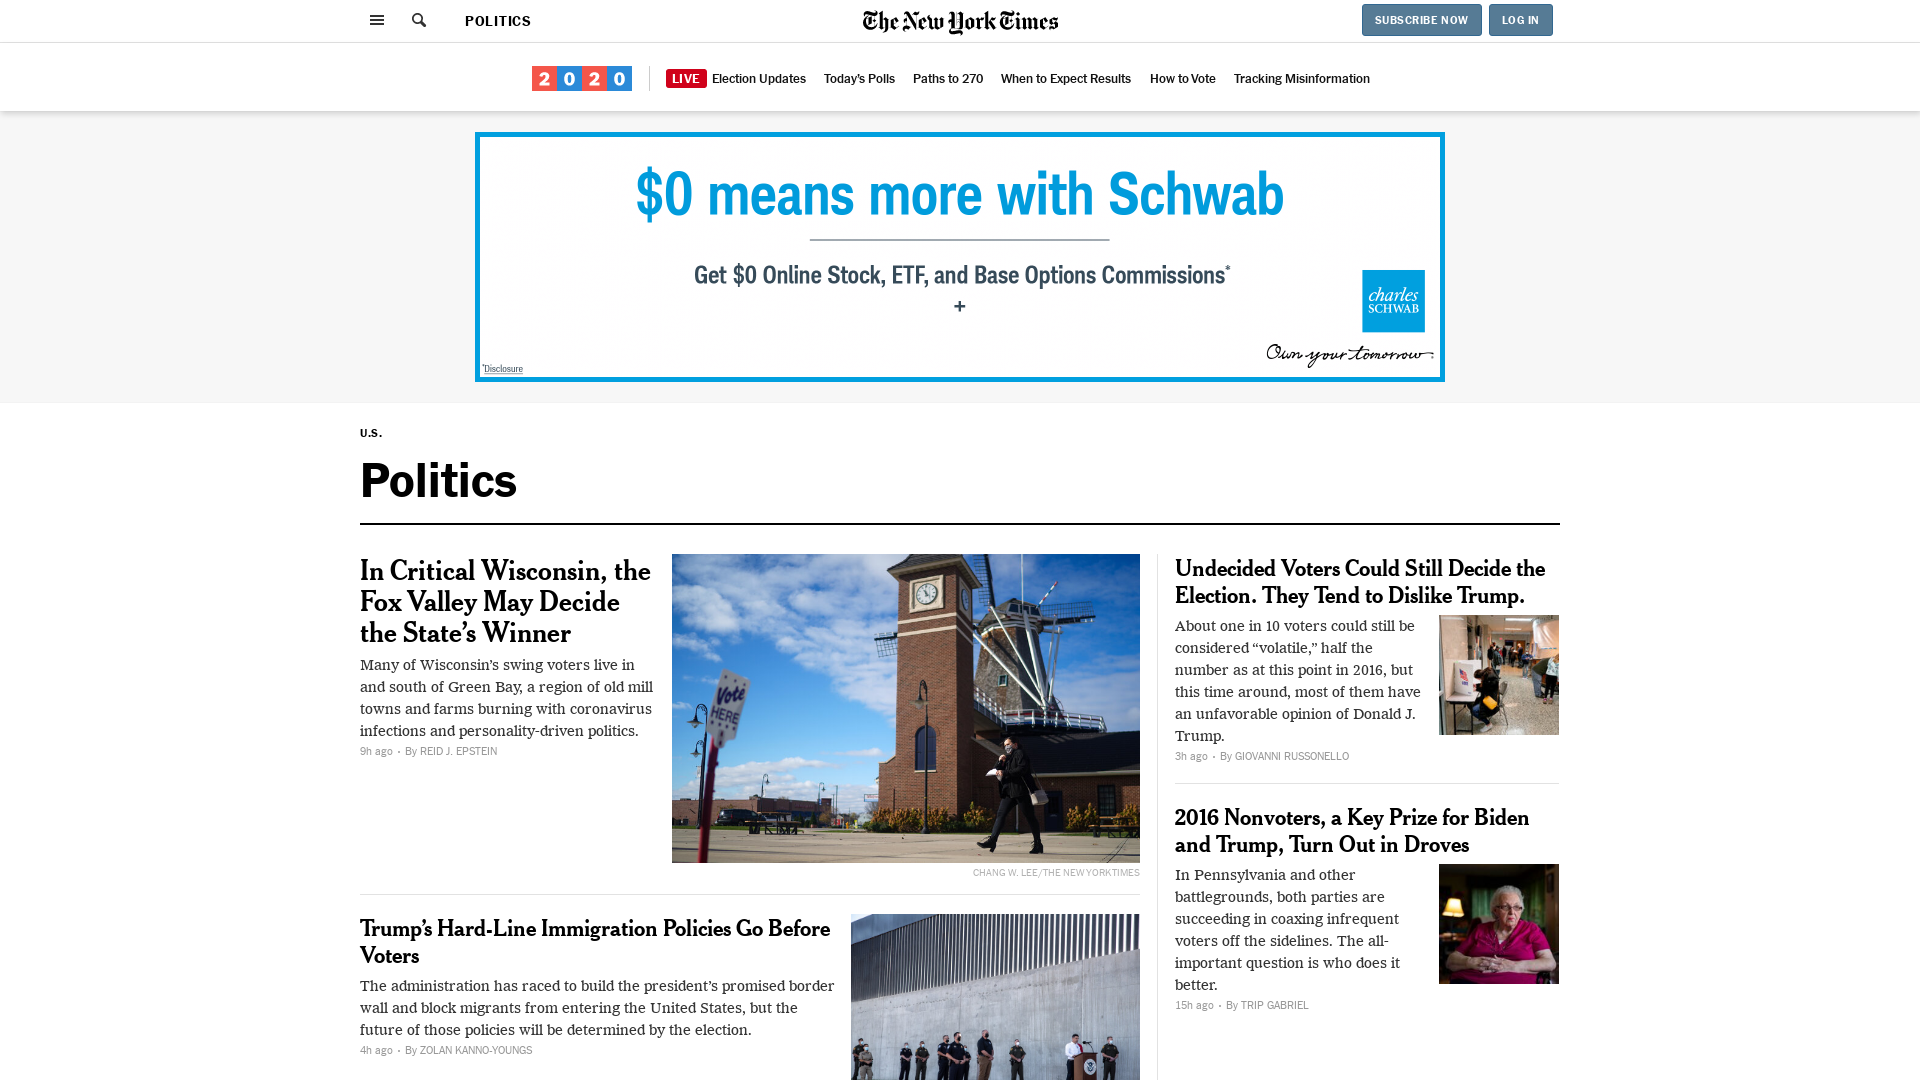 POLITICS
The New York Times
SUBSCRIBE NOW
LOG IN
2020
LIVE Election Updates
Today's Polls
Paths to 270
When to Expect Results
How to Vote
Tracking Misinformation
$0 means more with Schwab
Get $0 Online Stock, ETF, and Base Options Commissions*
+
charles
SCHWAB
Own your tomorrow
*Disclosure
U.S.
Politics
In Critical Wisconsin, the
Fox Valley May Decide
the State’s Winner
Many of Wisconsin’s swing voters live in
and south of Green Bay, a region of old mill
towns and farms burning with coronavirus
infections and personality-driven politics.
9h ago • By REID J. EPSTEIN
Vote
HERE
CHANG W. LEE/THE NEW YORK TIMES
Trump’s Hard-Line Immigration Policies Go Before
Voters
The administration has raced to build the president’s promised border
wall and block migrants from entering the United States, but the
future of those policies will be determined by the election.
4h ago • By ZOLAN KANNO-YOUNGS
Undecided Voters Could Still Decide the
Election. They Tend to Dislike Trump.
About one in 10 voters could still be
considered “volatile,” half the
number as at this point in 2016, but
this time around, most of them have
an unfavorable opinion of Donald J.
Trump.
3h ago • By GIOVANNI RUSSONELLO
2016 Nonvoters, a Key Prize for Biden
and Trump, Turn Out in Droves
In Pennsylvania and other
battlegrounds, both parties are
succeeding in coaxing infrequent
voters off the sidelines. The all-
important question is who does it
better.
15h ago • By TRIP GABRIEL